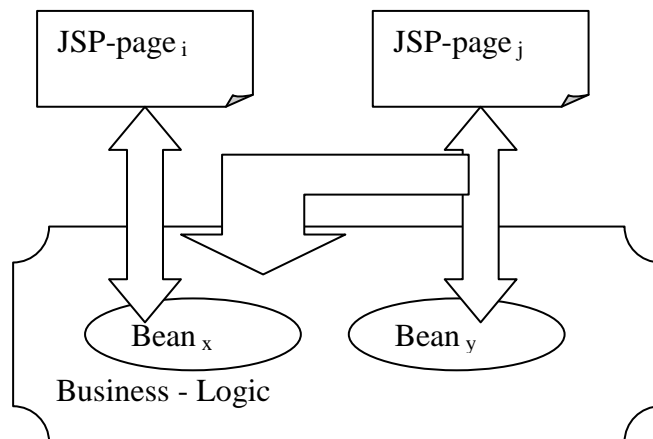 JSP-page i
JSP-page j
Bean x
Bean y
Business - Logic